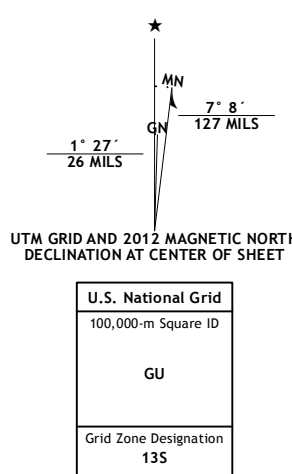 ★
MN
GN
7° 8´
127 MILS
1° 27´
26 MILS
UTM GRID AND 2012 MAGNETIC NORTH
DECLINATION AT CENTER OF SHEET
U.S. National Grid
100,000-m Square ID
GU
Grid Zone Designation
13S